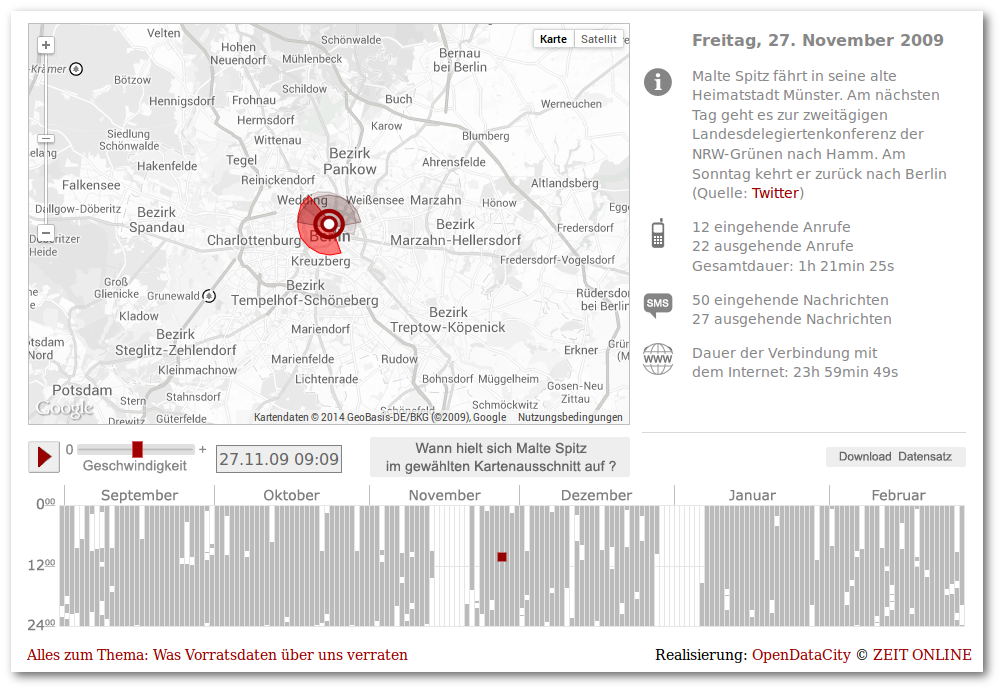 Velten
Hohen
Neuendorf
Schönwalde
Mühlenbeck
Bernau
bei Berlin
Karte
Satellit
Krämer
Bötzow
Schildow
Hennigsdorf
Frohnau
Buch
Werneuchen
Hermsdorf
Karow
Siedlung
Schönwalde
Wittenau
Blumberg
Bezirk
Pankow
Tegel
Hakenfelde
Ahrensfelde
Falkensee
Reinickendorf
Altlandsberg
Wedding
Weißensee
Marzahn
Hönow
Dallgow-Döberitz
Bezirk
Spandau
Bezirk
Marzahn-Hellersdorf
Fredersdorf
Döberitzer
Heide
Charlottenburg
Berlin
Kreuzberg
Fredersdorf-Vogelsdorf
Groß
Glienicke
Grunewald
Bezirk
Tempelhof-Schöneberg
Rüdersdorf
bei Berlin
Kladow
Bezirk
Steglitz-Zehlendorf
Mariendorf
Bezirk
Treptow-Köpenick
Erkner
Marienfelde
Rudow
Kleinmachnow
Lichtenrade
Bohnsdorf
Müggelheim
Gosen-Neu
Zittau
Potsdam
Stern
Stahnsdorf
Schmöckwitz
Google
Drewitz
Güterfelde
Kartendaten © 2014 GeoBasis-DE/BKG (©2009), Google
Nutzungsbedingungen
Freitag, 27. November 2009
Malte Spitz fährt in seine alte
Heimatstadt Münster. Am nächsten
Tag geht es zur zweitägigen
Landesdelegiertenkonferenz der
NRW-Grünen nach Hamm. Am
Sonntag kehrt er zurück nach Berlin
(Quelle: Twitter)
12 eingehende Anrufe
22 ausgehende Anrufe
Gesamtdauer: 1h 21min 25s
SMS
50 eingehende Nachrichten
27 ausgehende Nachrichten
www
Dauer der Verbindung mit
dem Internet: 23h 59min 49s
Download Datensatz
0
+
Geschwindigkeit
27.11.09 09:09
Wann hielt sich Malte Spitz
im gewählten Kartenausschnitt auf ?
September Oktober November Dezember Januar Februar
0⁰⁰
12⁰⁰
24⁰⁰
Alles zum Thema: Was Vorratsdaten über uns verraten
Realisierung: OpenDataCity © ZEIT ONLINE